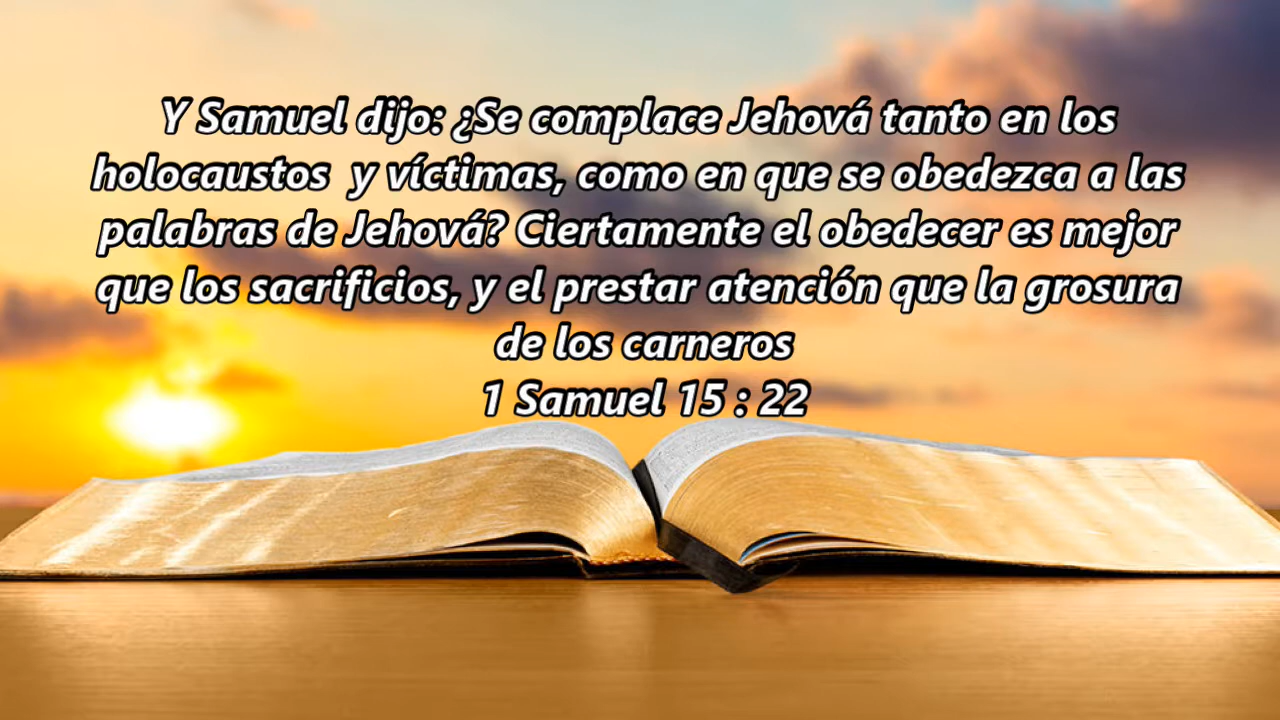 Y Samuel dijo: ¿Se complace Jehová tanto en los
holocaustos  y víctimas, como en que se obedezca a las
palabras de Jehová? Ciertamente el obedecer es mejor
que los sacrificios, y el prestar atención que la grosura
de los carneros
1 Samuel 15 : 22